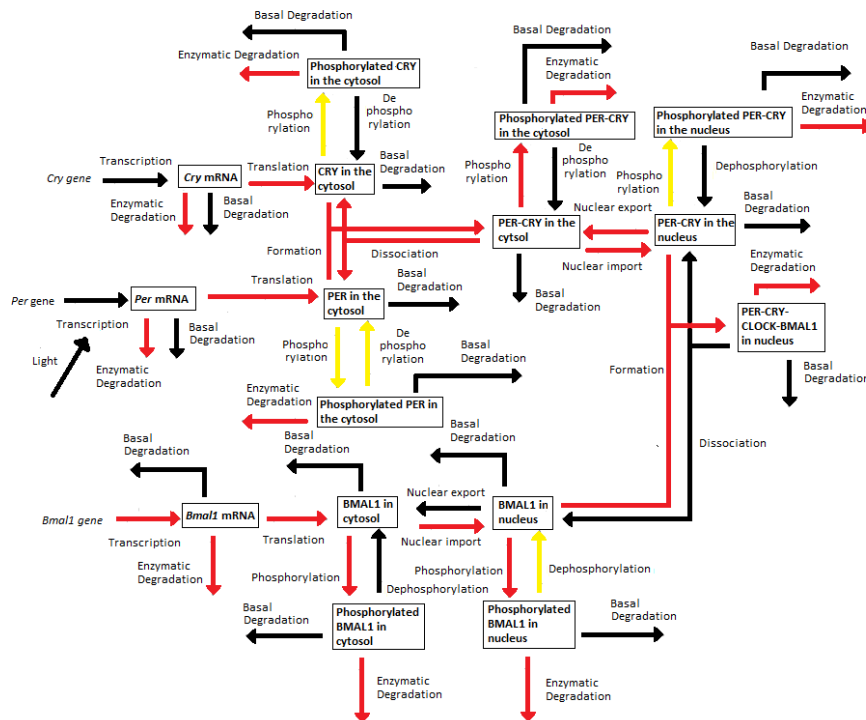 Basal Degradation
Enzymatic Degradation
Phosphorylated CRY
in the cytosol
Phospho
rylation
De
phospho
rylation
Cry gene
Transcription
Cry mRNA
Translation
CRY in the
cytosol
Basal
Degradation
Enzymatic
Degradation
Basal
Degradation
Basal Degradation
Enzymatic
Degradation
Phosphorylated PER-CRY
in the cytosol
Phospho
rylation
De
phospho
rylation
Basal Degradation
Phosphorylated PER-CRY
in the nucleus
Enzymatic
Degradation
Phospho
rylation
Dephosphorylation
Nuclear export
PER-CRY in the
cytsol
PER-CRY in the
nucleus
Basal
Degradation
Formation
Dissociation
Nuclear import
Basal
Degradation
Enzymatic
Degradation
PER-CRY-
CLOCK-BMAL1
in nucleus
Basal
Degradation
Formation
Dissociation
Per gene
Transcription
Light
Per mRNA
Translation
PER in the
cytosol
Basal
Degradation
Enzymatic
Degradation
Basal
Degradation
Phospho
rylation
De
phospho
rylation
Basal
Degradation
Enzymatic
Degradation
Phosphorylated PER in
the cytosol
Basal
Degradation
Basal
Degradation
Basal
Degradation
Bmal1 gene
Transcription
Bmal1 mRNA
Translation
BMAL1 in
cytosol
Nuclear export
Nuclear import
BMAL1 in
nucleus
Enzymatic
Degradation
Phosphorylation
Dephosphorylation
Phosphorylation
Dephosphorylation
Basal
Degradation
Phosphorylated
BMAL1 in
cytosol
Phosphorylated
BMAL1 in
nucleus
Basal
Degradation
Enzymatic
Degradation
Enzymatic
Degradation